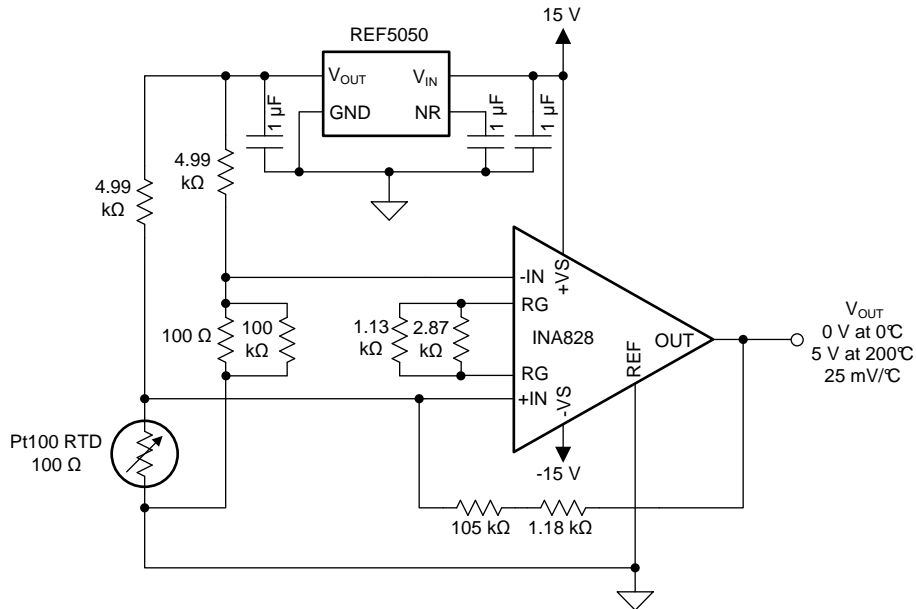 15 V
REF5050
VOUT
VIN
GND
NR
1 µF
1 µF
1 µF
4.99
kΩ
4.99
kΩ
-IN
+VS
RG
100 Ω
100
kΩ
1.13
kΩ
2.87
kΩ
INA828
OUT
REF
RG
+IN
-VS
VOUT
0 V at 0℃
5 V at 200℃
25 mV/℃
Pt100 RTD
100 Ω
-15 V
105 kΩ
1.18 kΩ